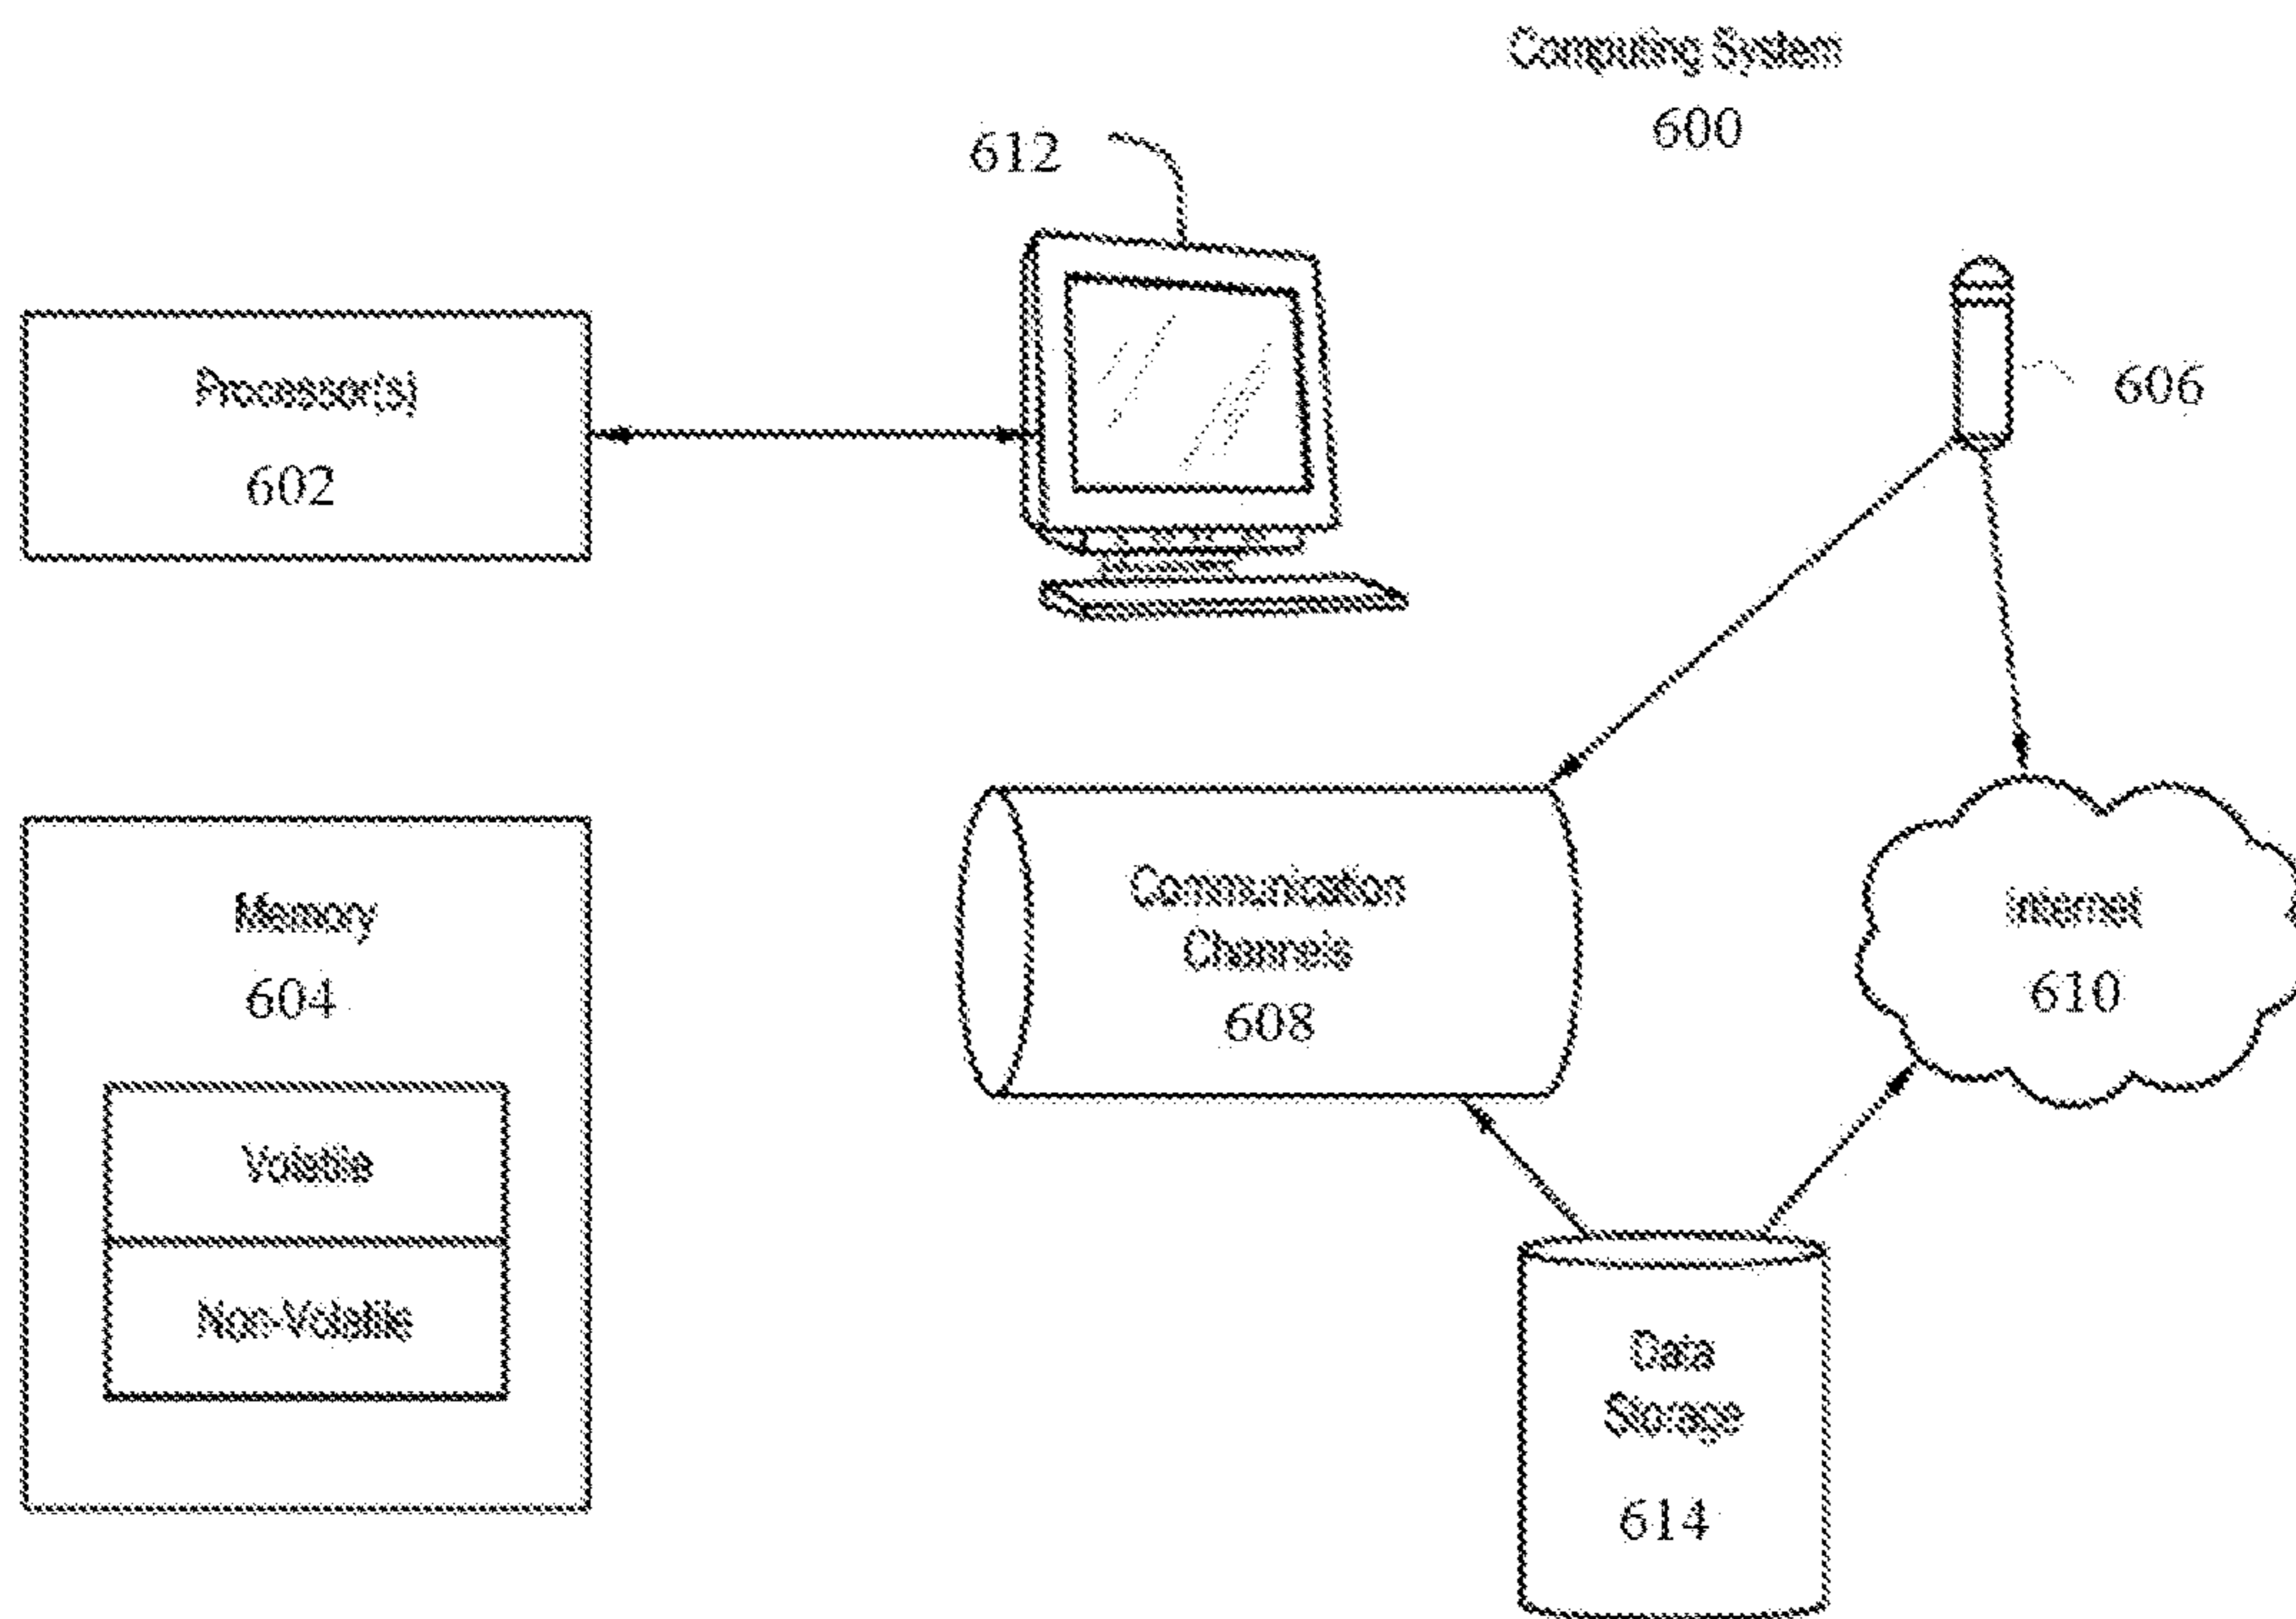 Computing System
600
612
Processor(s)
602
606
Memory
604
Volatile
Non-Volatile
Communication
Channels
608
Internet
610
Data
Storage
614